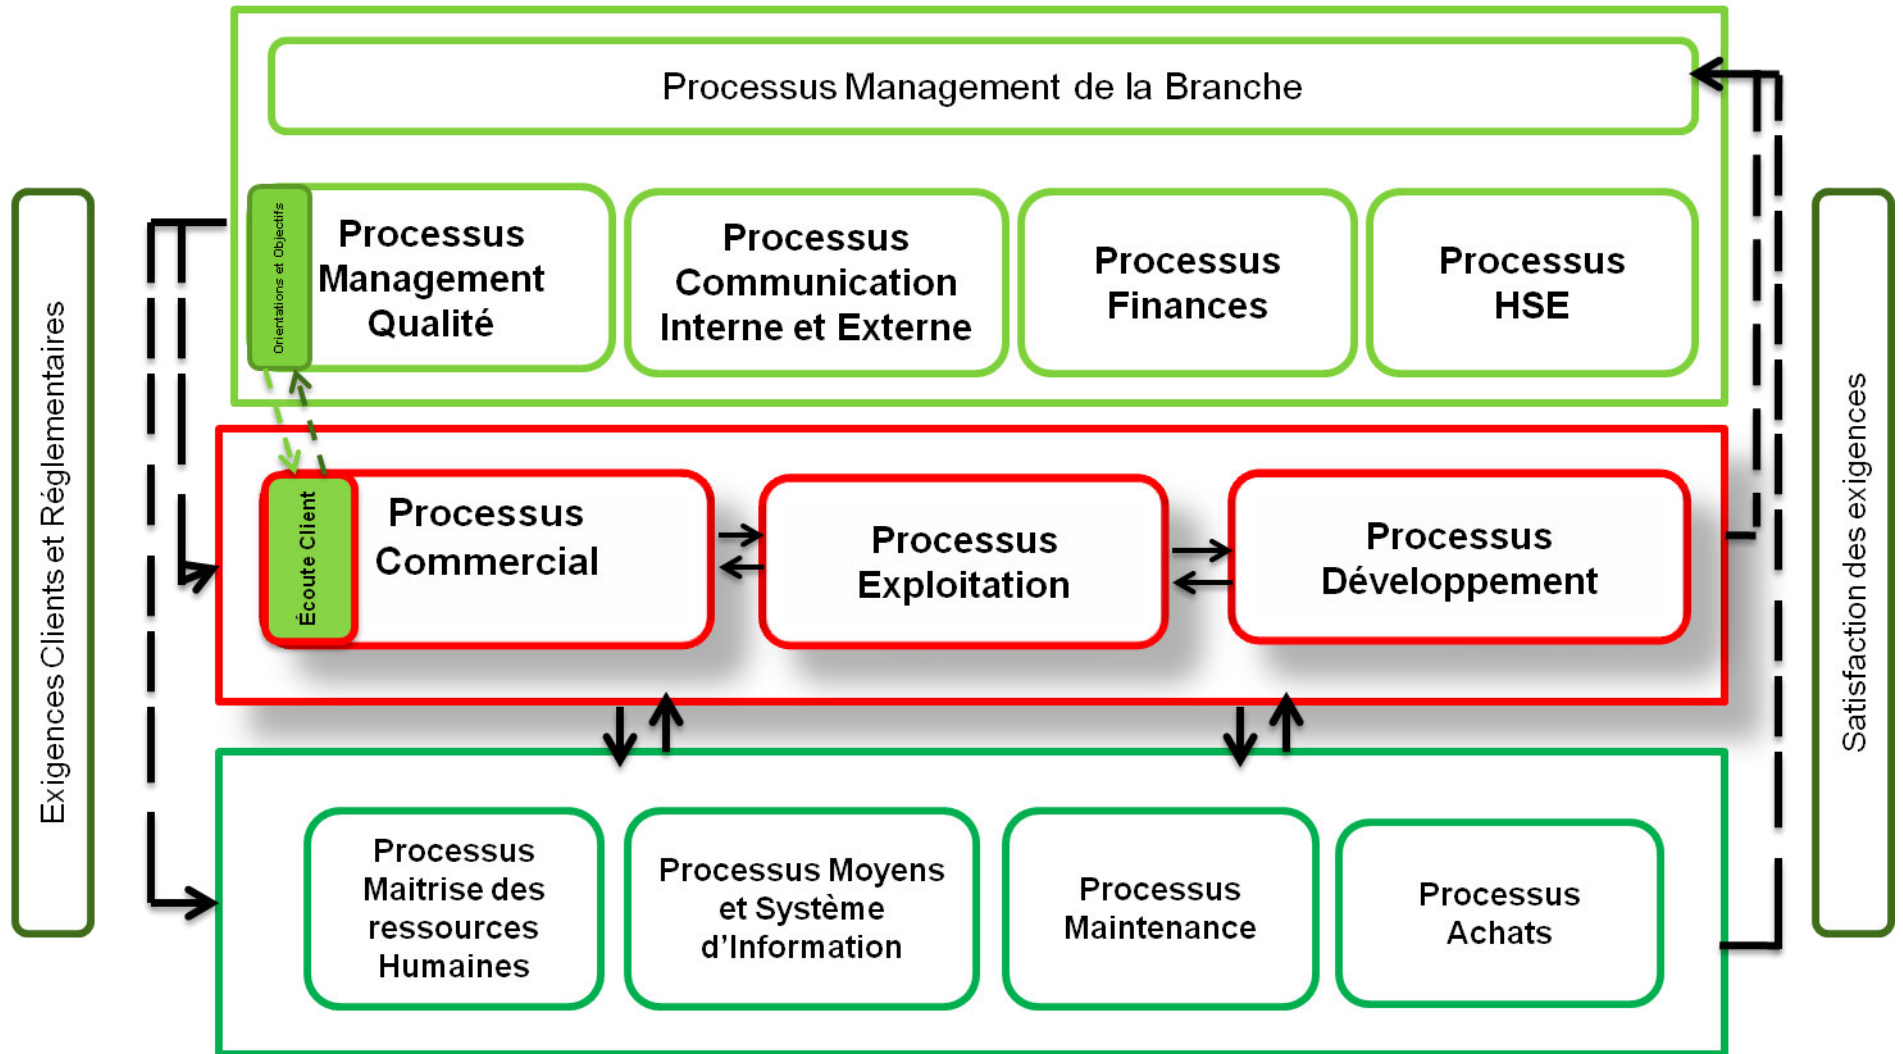 Processus Management de la Branche
Exigences Clients et Réglementaires
Orientations et Objectifs
Processus
Management
Qualité
Processus
Communication
Interne et Externe
Processus
Finances
Processus
HSE
Satisfaction des exigences
Écoute Client
Processus
Commercial
Processus
Exploitation
Processus
Développement
Processus
Maitrise des
ressources
Humaines
Processus Moyens
et Système
d’Information
Processus
Maintenance
Processus
Achats